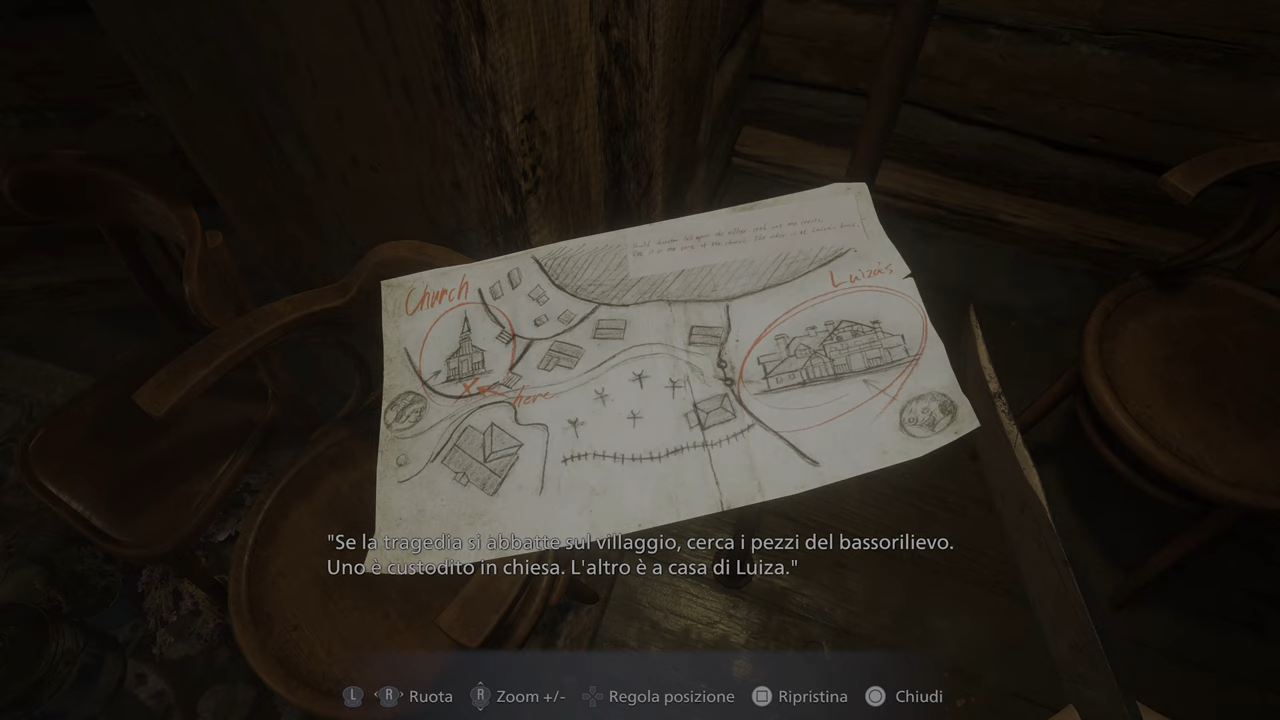 Church
Luiza's
here
"Se la tragedia si abbatte sul villaggio, cerca i pezzi del bassorilievo.
Uno è custodito in chiesa. L'altro è a casa di Luiza."
L R Ruota R Zoom +/- Regola posizione Ripristina Chiudi